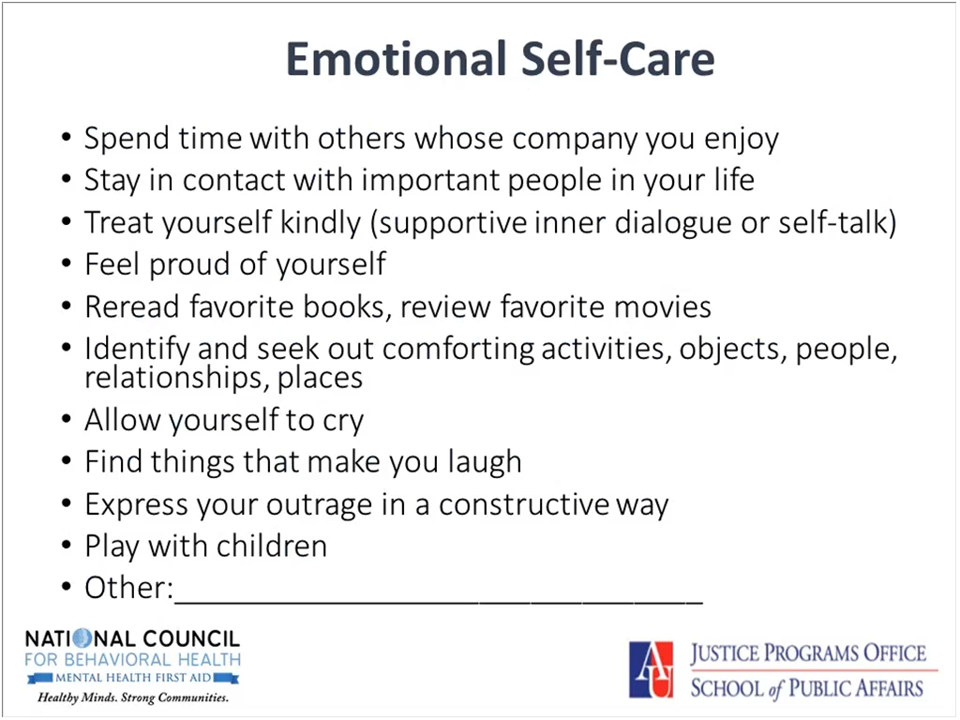 Emotional Self-Care
• Spend time with others whose company you enjoy
• Stay in contact with important people in your life
• Treat yourself kindly (supportive inner dialogue or self-talk)
• Feel proud of yourself
• Reread favorite books, review favorite movies
• Identify and seek out comforting activities, objects, people,
relationships, places
• Allow yourself to cry
• Find things that make you laugh
• Express your outrage in a constructive way
• Play with children
• Other:_________________________________
NATIONAL COUNCIL
FOR BEHAVIORAL HEALTH
MENTAL HEALTH FIRST AID
Healthy Minds. Strong Communities.
AU
JUSTICE PROGRAMS OFFICE
SCHOOL of PUBLIC AFFAIRS